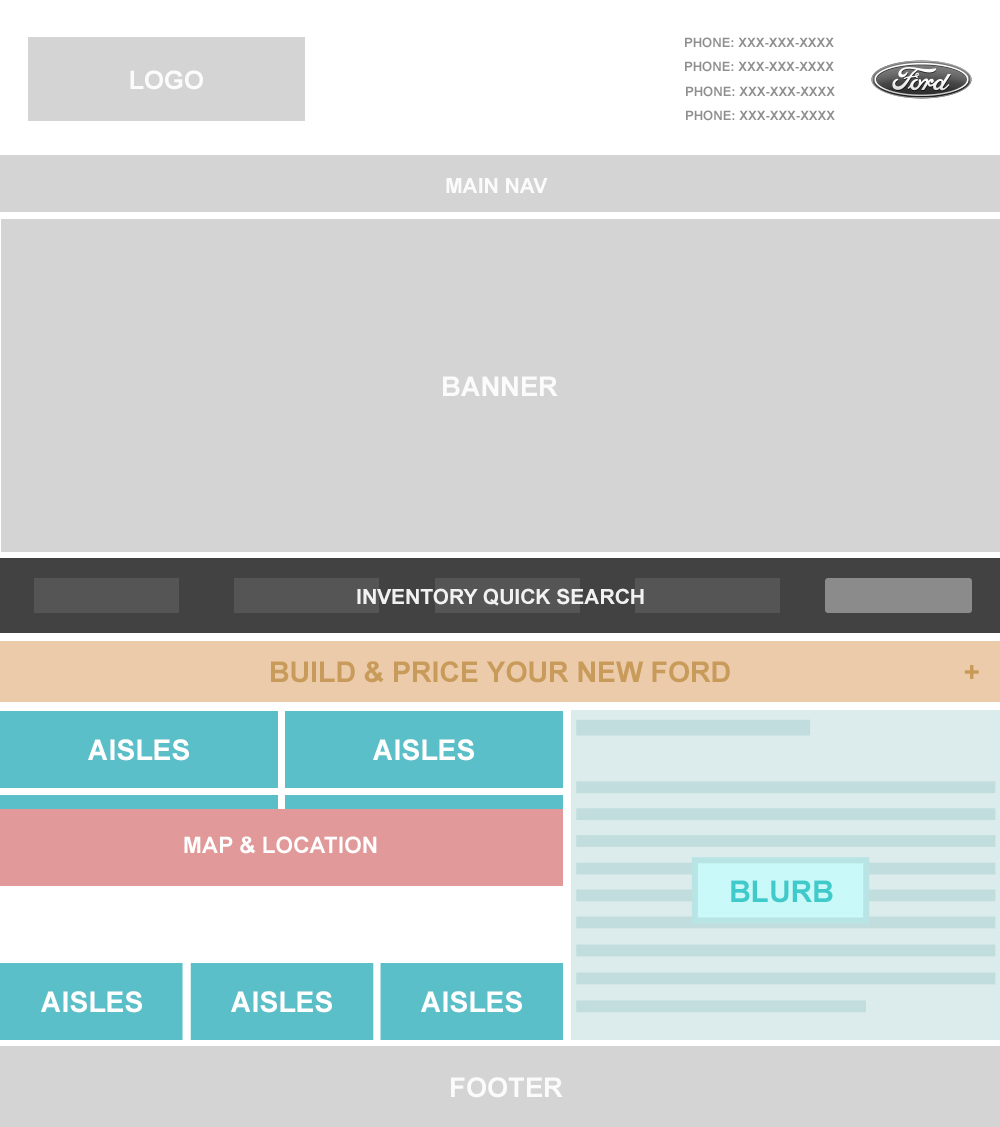 LOGO
PHONE: XXX-XXX-XXXX
PHONE: XXX-XXX-XXXX
PHONE: XXX-XXX-XXXX
PHONE: XXX-XXX-XXXX
Ford
MAIN NAV
BANNER
INVENTORY QUICK SEARCH
BUILD & PRICE YOUR NEW FORD +
AISLES AISLES
MAP & LOCATION
BLURB
AISLES AISLES AISLES
FOOTER